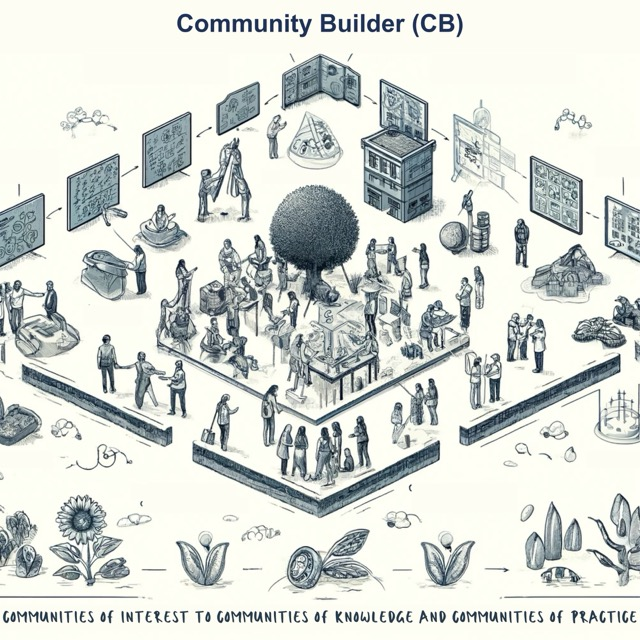 Community Builder (CB)
COMMUNITIES OF INTEREST TO COMMUNITIES OF KNOWLEDGE AND COMMUNITIES OF PRACTICE